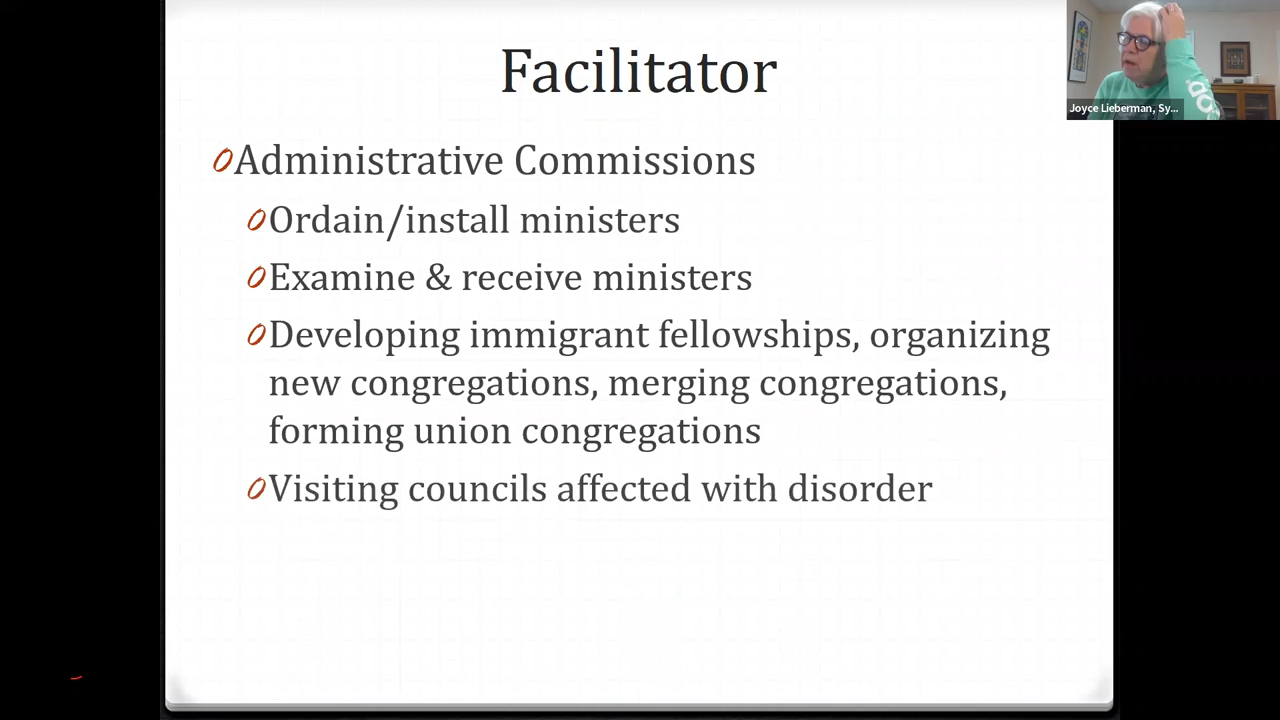 Facilitator
Joyce Lieberman, Sy...
Administrative Commissions
Ordain/install ministers
Examine & receive ministers
Developing immigrant fellowships, organizing
new congregations, merging congregations,
forming union congregations
Visiting councils affected with disorder